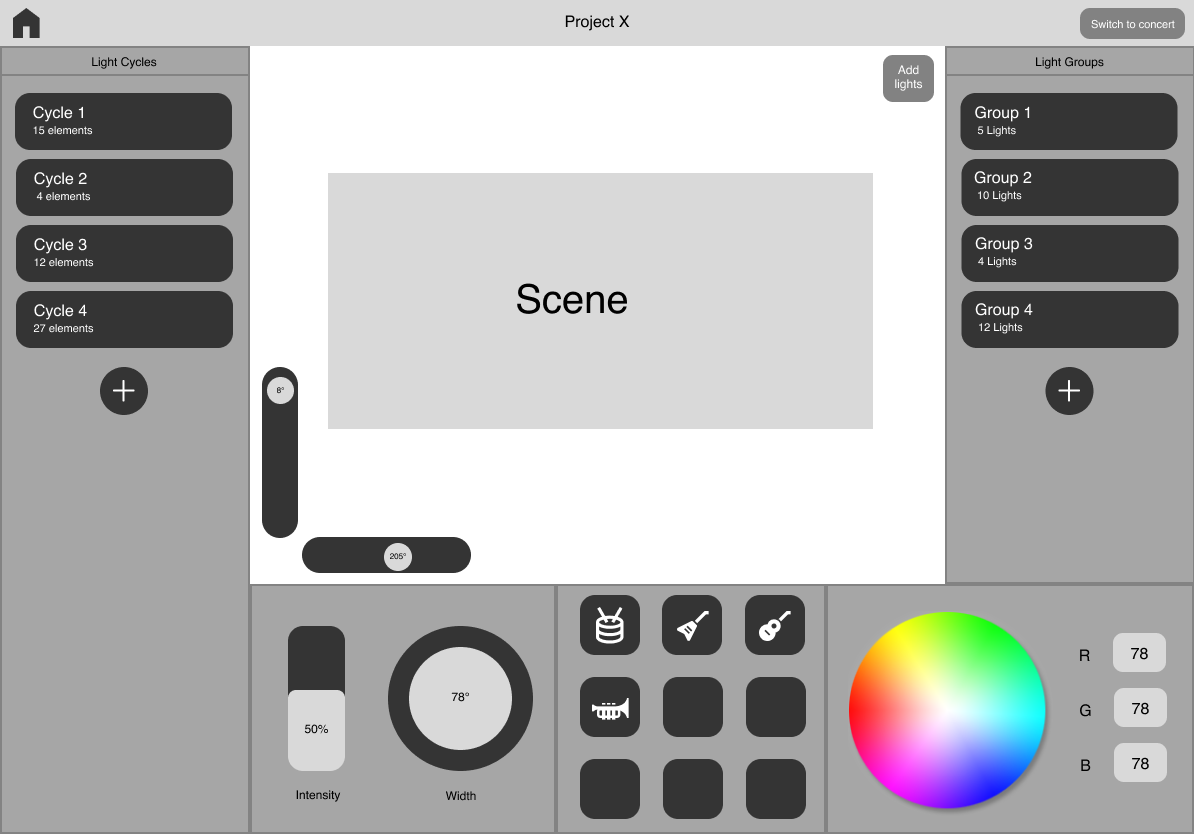 Project X
Switch to concert
Light Cycles
Cycle 1
15 elements
Cycle 2
4 elements
Cycle 3
12 elements
Cycle 4
27 elements
Add
lights
Scene
8°
205°
Light Groups
Group 1
5 Lights
Group 2
10 Lights
Group 3
4 Lights
Group 4
12 Lights
50%
Intensity
78°
Width
R 78
G 78
B 78